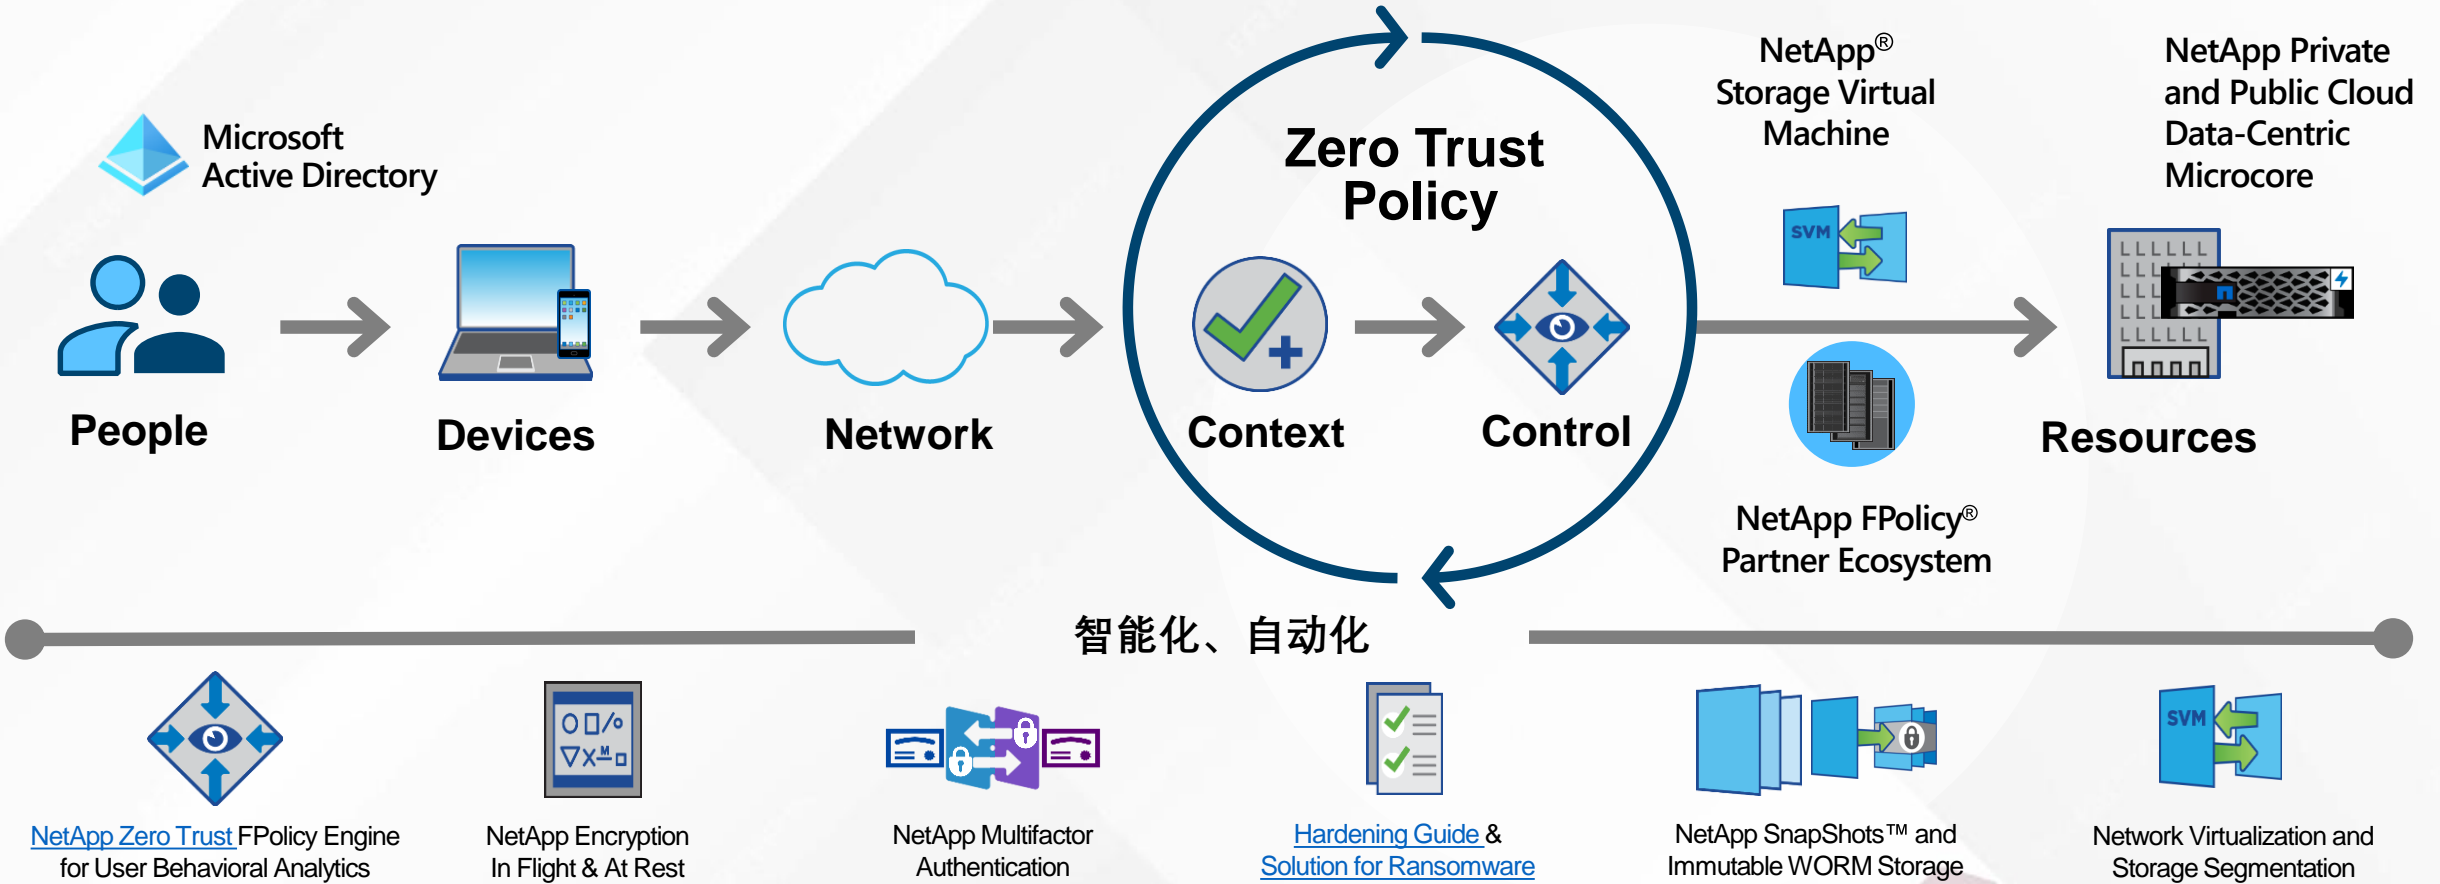 Microsoft
Active Directory
People
Devices
Network
Zero Trust
Policy
Context
Control
NetApp®
Storage Virtual
Machine
SVM
NetApp FPolicy®
Partner Ecosystem
NetApp Private
and Public Cloud
Data-Centric
Microcore
Resources
智能化、自动化
NetApp Zero Trust FPolicy Engine
for User Behavioral Analytics
NetApp Encryption
In Flight & At Rest
NetApp Multifactor
Authentication
Hardening Guide &
Solution for Ransomware
NetApp SnapShots™ and
Immutable WORM Storage
SVM
Network Virtualization and
Storage Segmentation